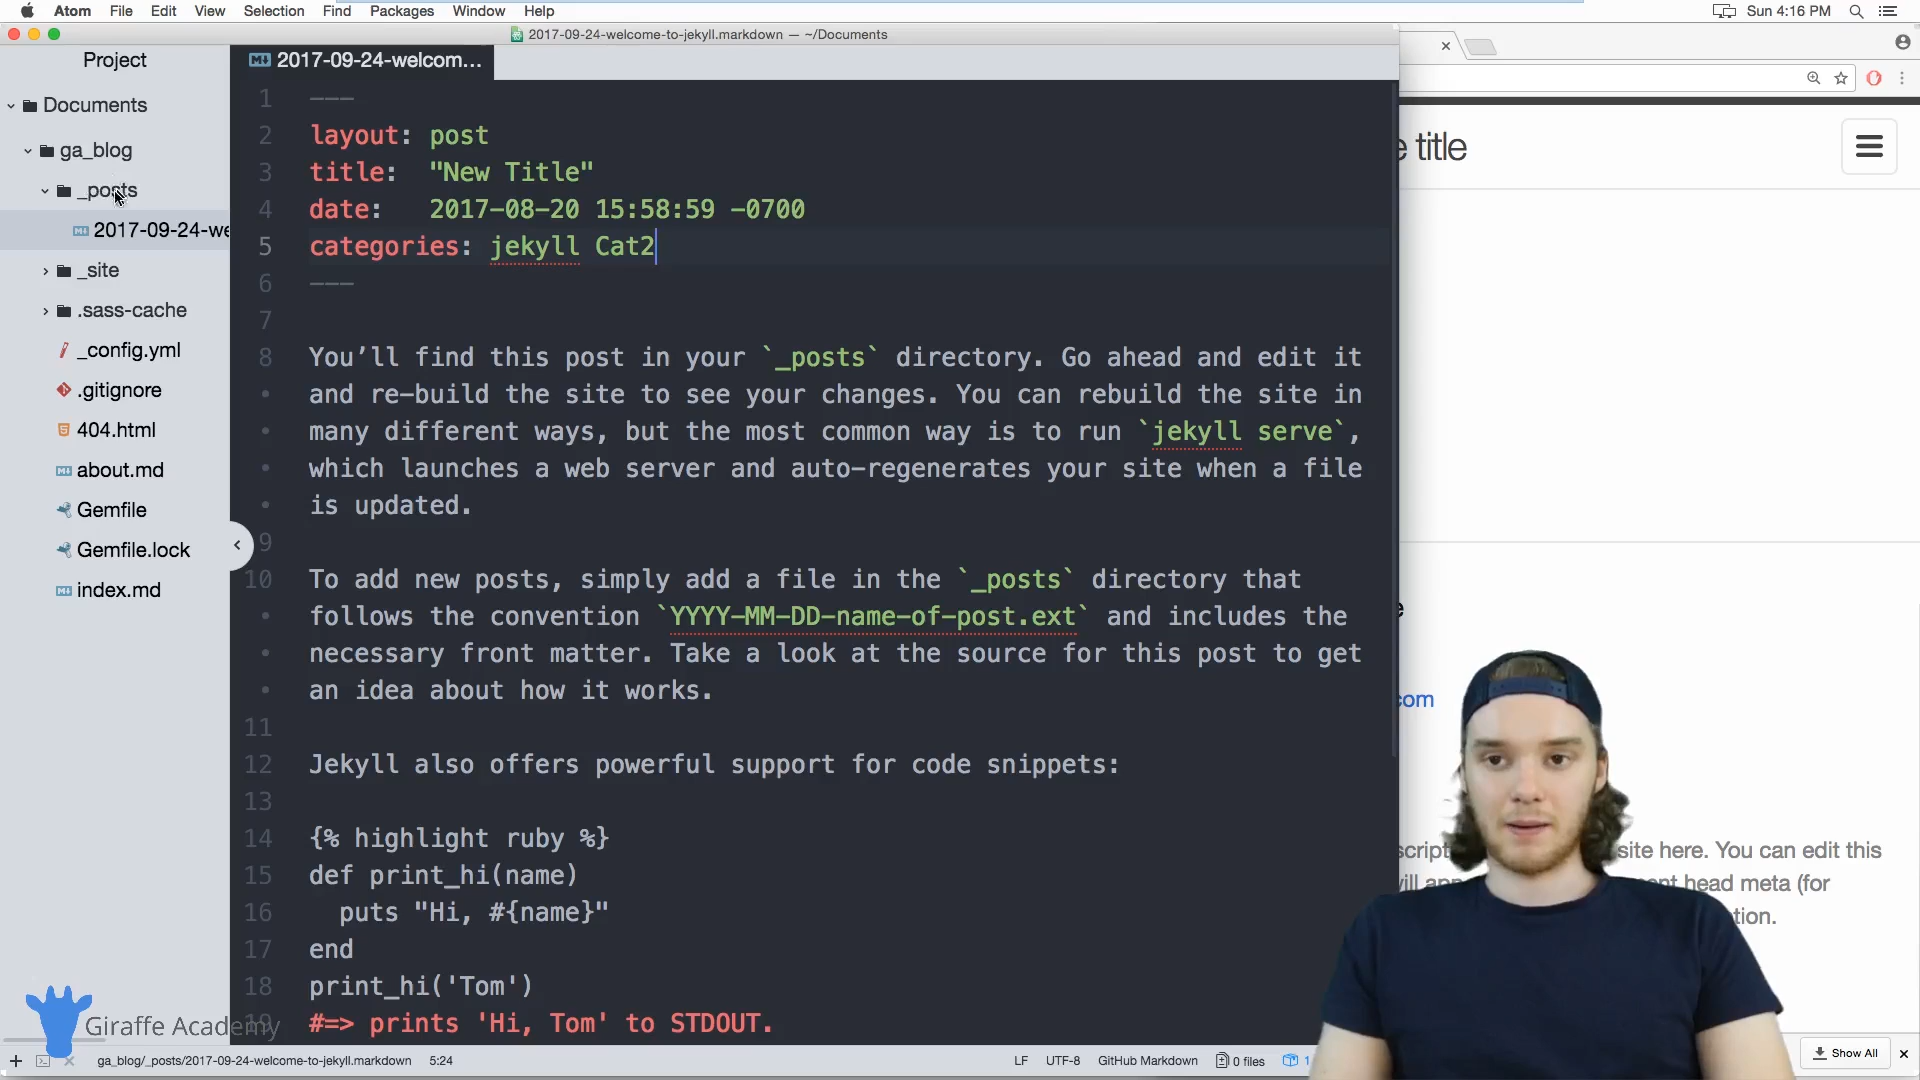 Atom File Edit View Selection Find Packages Window Help
Sun 4:16 PM
2017-09-24-welcome-to-jekyll.markdown — ~/Documents
Project
2017-09-24-welcom...
Documents
ga_blog
_posts
2017-09-24-we
_site
.sass-cache
_config.yml
.gitignore
404.html
about.md
Gemfile
Gemfile.lock
index.md
1 ---
2 layout: post
3 title: "New Title"
4 date: 2017-08-20 15:58:59 -0700
5 categories: jekyll Cat2
6 ---
7
8 You’ll find this post in your `_posts` directory. Go ahead and edit it
and re-build the site to see your changes. You can rebuild the site in
many different ways, but the most common way is to run `jekyll serve`,
which launches a web server and auto-regenerates your site when a file
is updated.
9
10 To add new posts, simply add a file in the `_posts` directory that
follows the convention `YYYY-MM-DD-name-of-post.ext` and includes the
necessary front matter. Take a look at the source for this post to get
an idea about how it works.
11
12 Jekyll also offers powerful support for code snippets:
13
14 {% highlight ruby %}
15 def print_hi(name)
16 puts "Hi, #{name}"
17 end
18 print_hi('Tom')
19 #=> prints 'Hi, Tom' to STDOUT.
e title
com
site here. You can edit this
ent head meta (for
tion.
Giraffe Academy
ga_blog/_posts/2017-09-24-welcome-to-jekyll.markdown 5:24
LF UTF-8 GitHub Markdown 0 files 1
Show All